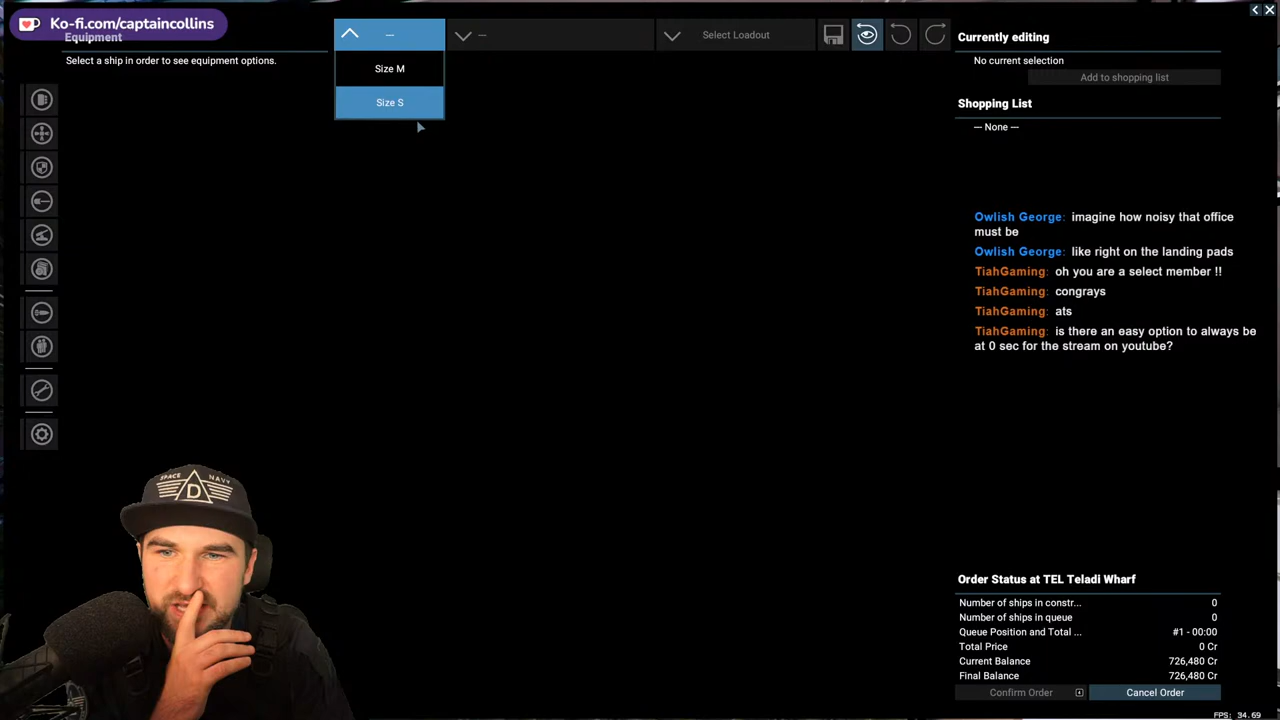 Ko-fi.com/captaincollins
Equipment
Select a ship in order to see equipment options.
—
—
Select Loadout
Size M
Size S
Currently editing
No current selection
Add to shopping list
Shopping List
— None —
Owlish George: imagine how noisy that office
must be
Owlish George: like right on the landing pads
TiahGaming: oh you are a select member !!
TiahGaming: congrays
TiahGaming: ats
TiahGaming: is there an easy option to always be
at 0 sec for the stream on youtube?
SPACE NAVY
D
Order Status at TEL Teladi Wharf
Number of ships in constr... 0
Number of ships in queue 0
Queue Position and Total ... #1 - 00:00
Total Price 0 Cr
Current Balance 726,480 Cr
Final Balance 726,480 Cr
Confirm Order
Cancel Order
FPS: 34.69